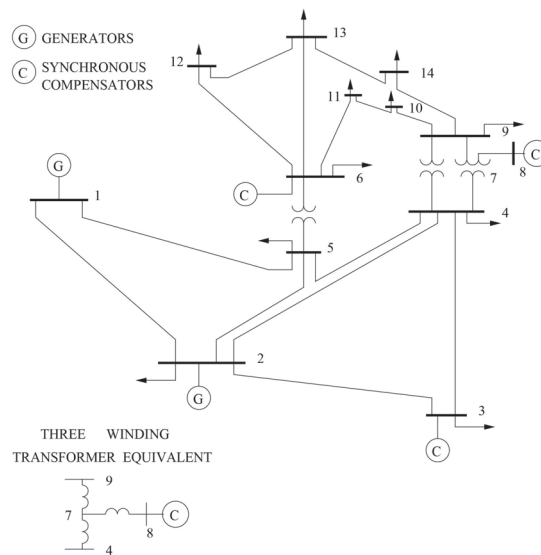 G GENERATORS
C SYNCHRONOUS
COMPENSATORS
13
12
14
11
10
9
C
8
7
G
1
C
6
4
5
2
G
3
C
THREE WINDING
TRANSFORMER EQUIVALENT
9
7
C
8
4